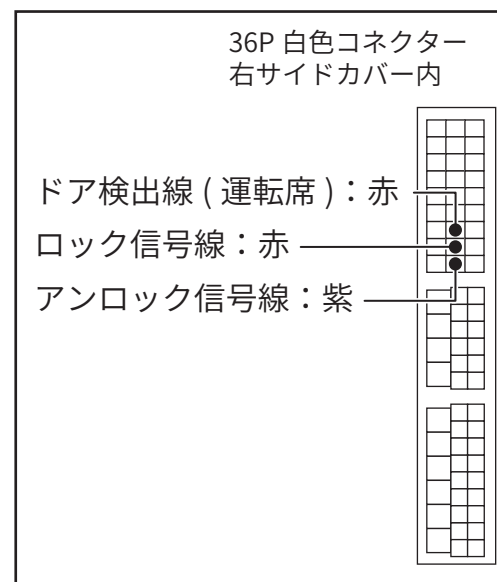 36P 白色コネクター
右サイドカバー内
ドア検出線 ( 運転席 )：赤
ロック信号線：赤
アンロック信号線：紫